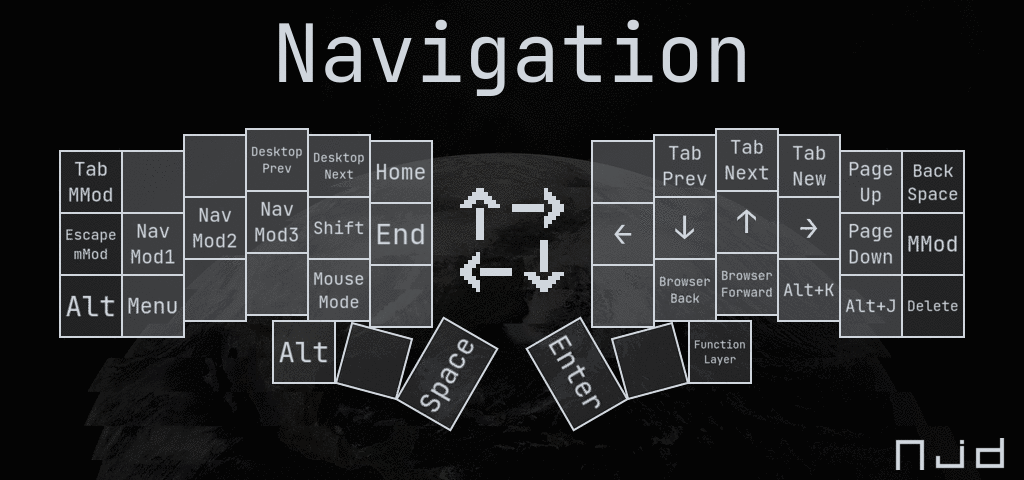 Navigation
Tab
MMod
Desktop
Prev
Desktop
Next
Home
Tab
Prev
Tab
Next
Tab
New
Page
Up
Back
Space
Escape
mMod
Nav
Mod1
Nav
Mod2
Nav
Mod3
Shift
End
←
↓
↑
→
Page
Down
MMod
Alt
Menu
Mouse
Mode
Browser
Back
Browser
Forward
Alt+K
Alt+J
Delete
Alt
Space
Enter
Function
Layer
↑ →
← ↓
Njd